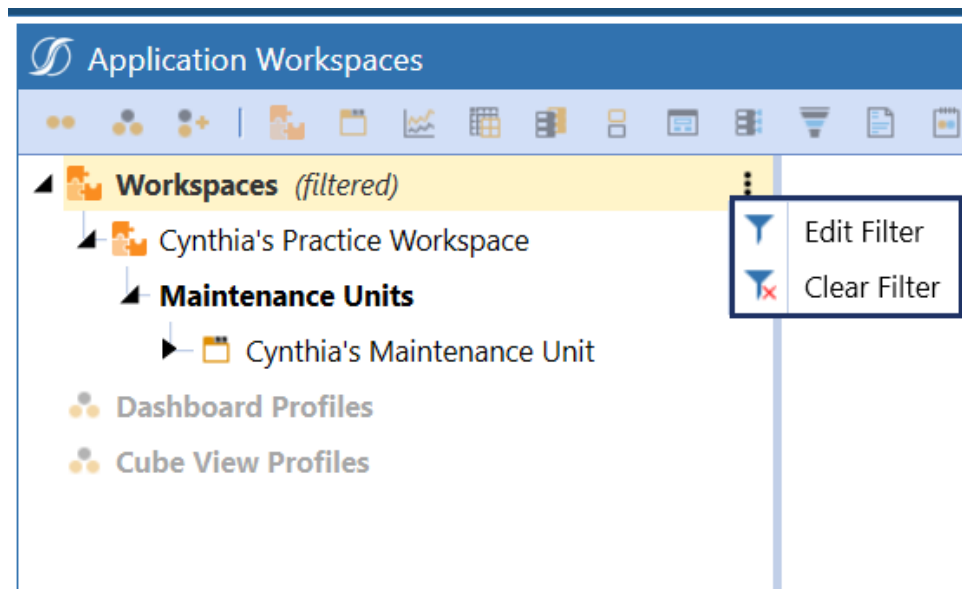 Application Workspaces
Workspaces (filtered)
Edit Filter
Cynthia's Practice Workspace
Clear Filter
Maintenance Units
Cynthia's Maintenance Unit
Dashboard Profiles
Cube View Profiles